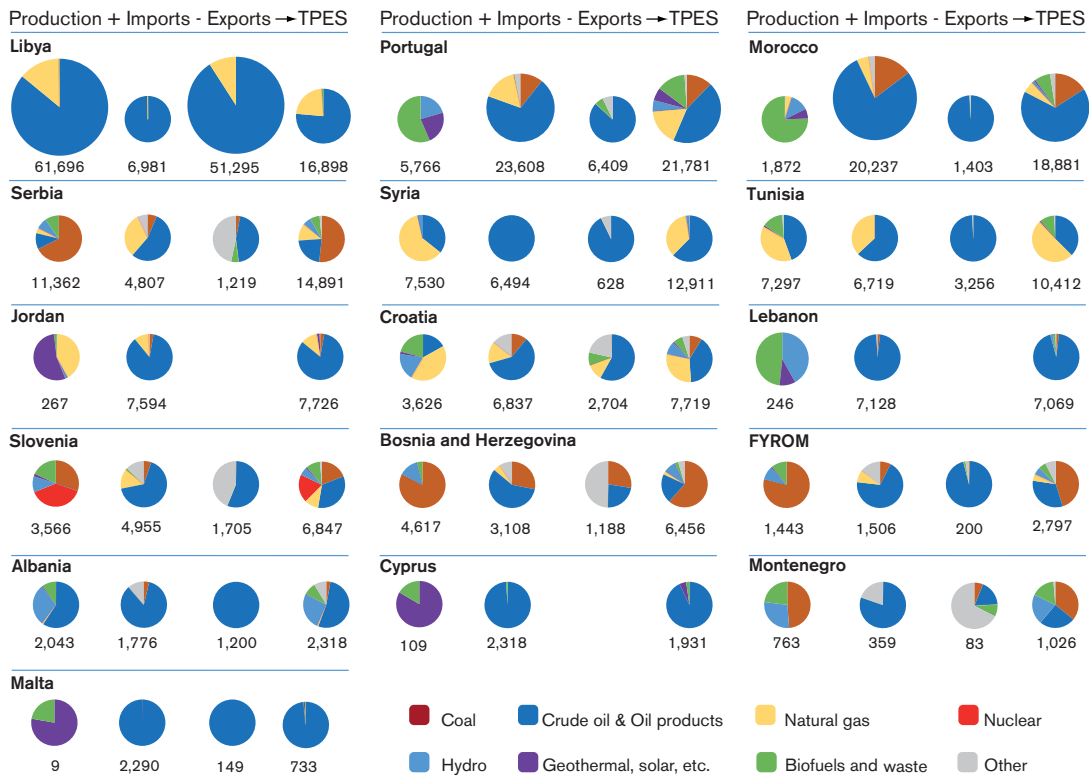 Production + Imports - Exports → TPES
Production + Imports - Exports → TPES
Production + Imports - Exports → TPES
Libya
Portugal
Morocco
61,696 6,981 51,295 16,898
5,766 23,608 6,409 21,781
1,872 20,237 1,403 18,881
Serbia
Syria
Tunisia
11,362 4,807 1,219 14,891
7,530 6,494 628 12,911
7,297 6,719 3,256 10,412
Jordan
Croatia
Lebanon
267 7,594 7,726
3,626 6,837 2,704 7,719
246 7,128 7,069
Slovenia
Bosnia and Herzegovina
FYROM
3,566 4,955 1,705 6,847
4,617 3,108 1,188 6,456
1,443 1,506 200 2,797
Albania
Cyprus
Montenegro
2,043 1,776 1,200 2,318
109 2,318 1,931
763 359 83 1,026
Malta
9 2,290 149 733
Coal
Crude oil & Oil products
Natural gas
Nuclear
Hydro
Geothermal, solar, etc.
Biofuels and waste
Other